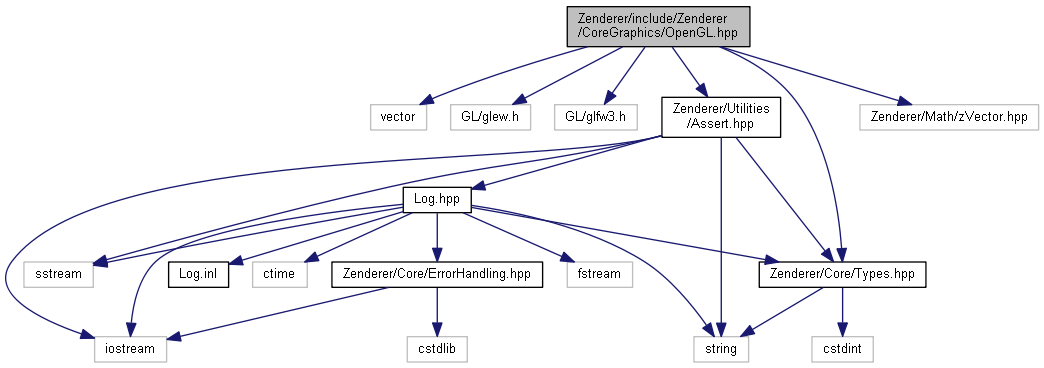 Zenderer/include/Zenderer
/CoreGraphics/OpenGL.hpp
vector
GL/glew.h
GL/glfw3.h
Zenderer/Utilities
/Assert.hpp
Zenderer/Math/zVector.hpp
Log.hpp
sstream
Log.inl
ctime
Zenderer/Core/ErrorHandling.hpp
fstream
Zenderer/Core/Types.hpp
iostream
cstdlib
string
cstdint